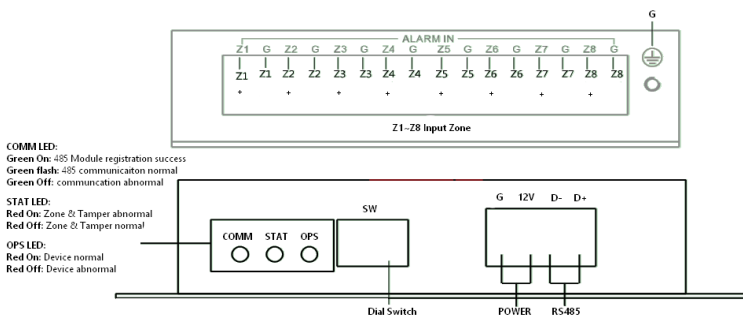 G
ALARM IN
Z1 G Z2 G Z3 G Z4 G Z5 G Z6 G Z7 G Z8 G
Z1 Z1 Z2 Z2 Z3 Z3 Z4 Z4 Z5 Z5 Z6 Z6 Z7 Z7 Z8 Z8
+ + + + + + + +
Z1~Z8 Input Zone
COMM LED:
Green On: 485 Module registration success
Green flash: 485 communicaiton normal
Green Off: communcation abnormal
STAT LED:
Red On: Zone & Tamper abnormal
Red Off: Zone & Tamper normal
OPS LED:
Red On: Device normal
Red Off: Device abnormal
COMM STAT OPS
SW
G 12V D- D+
Dial Switch
POWER RS485